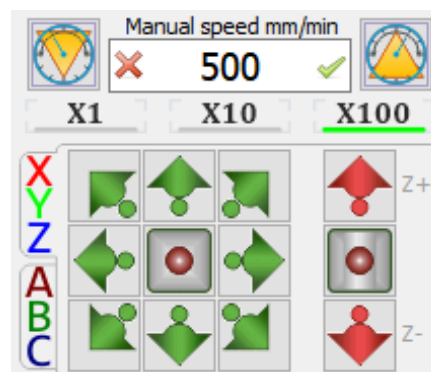 Manual speed mm/min
500
X1 X10 X100
X
Y
Z
Z+
A
B
C
Z-